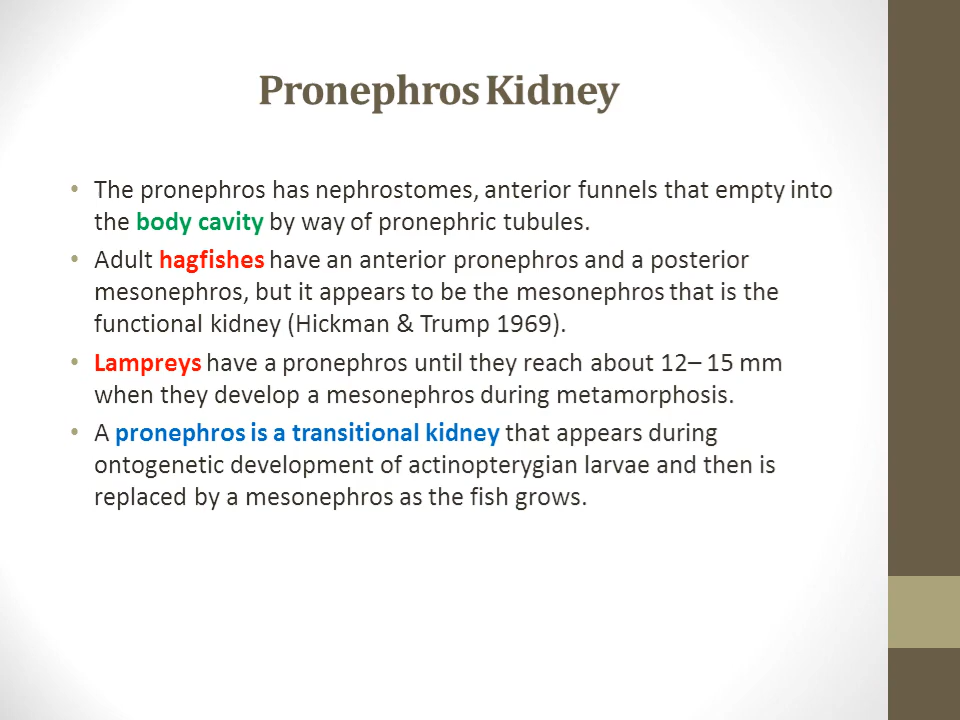 Pronephros Kidney
• The pronephros has nephrostomes, anterior funnels that empty into
the body cavity by way of pronephric tubules.
• Adult hagfishes have an anterior pronephros and a posterior
mesonephros, but it appears to be the mesonephros that is the
functional kidney (Hickman & Trump 1969).
• Lampreys have a pronephros until they reach about 12– 15 mm
when they develop a mesonephros during metamorphosis.
• A pronephros is a transitional kidney that appears during
ontogenetic development of actinopterygian larvae and then is
replaced by a mesonephros as the fish grows.